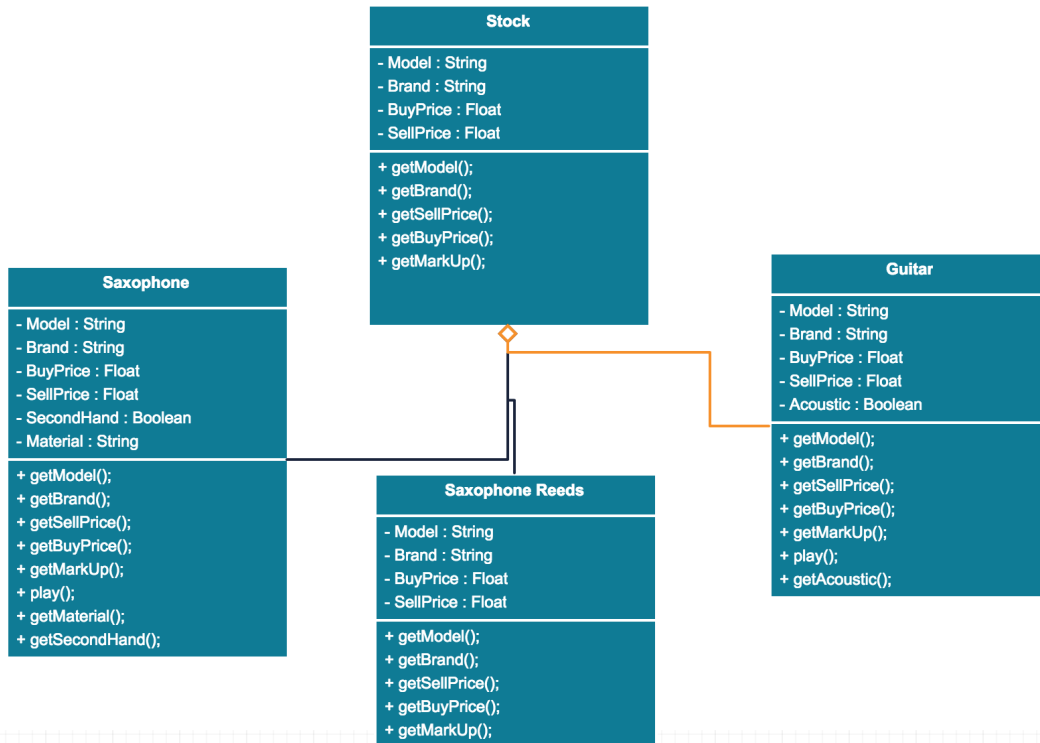 Stock
- Model : String
- Brand : String
- BuyPrice : Float
- SellPrice : Float
+ getModel();
+ getBrand();
+ getSellPrice();
+ getBuyPrice();
+ getMarkUp();
Saxophone
- Model : String
- Brand : String
- BuyPrice : Float
- SellPrice : Float
- SecondHand : Boolean
- Material : String
+ getModel();
+ getBrand();
+ getSellPrice();
+ getBuyPrice();
+ getMarkUp();
+ play();
+ getMaterial();
+ getSecondHand();
Saxophone Reeds
- Model : String
- Brand : String
- BuyPrice : Float
- SellPrice : Float
+ getModel();
+ getBrand();
+ getSellPrice();
+ getBuyPrice();
+ getMarkUp();
Guitar
- Model : String
- Brand : String
- BuyPrice : Float
- SellPrice : Float
- Acoustic : Boolean
+ getModel();
+ getBrand();
+ getSellPrice();
+ getBuyPrice();
+ getMarkUp();
+ play();
+ getAcoustic();